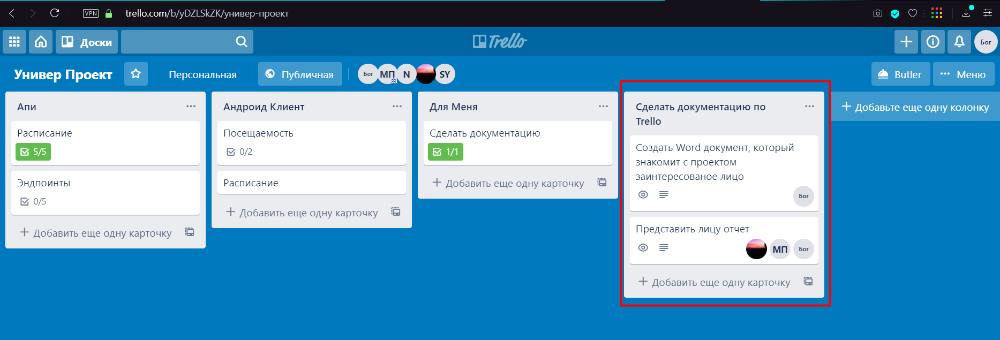 VPN
trello.com/b/yDZLSkZK/универ-проект
Доски
Trello
Бог
Универ Проект
Персональная
Публичная
Бог
МП
N
SY
Butler
Меню
Апи
Расписание
5/5
Эндпоинты
0/5
Добавить еще одну карточку
Андроид Клиент
Посещаемость
0/2
Расписание
Добавить еще одну карточку
Для Меня
Сделать документацию
1/1
Добавить еще одну карточку
Сделать документацию по
Trello
Создать Word документ, который
знакомит с проектом
заинтересованое лицо
Бог
Представить лицу отчет
МП
Бог
Добавить еще одну карточку
Добавьте еще одну колонку